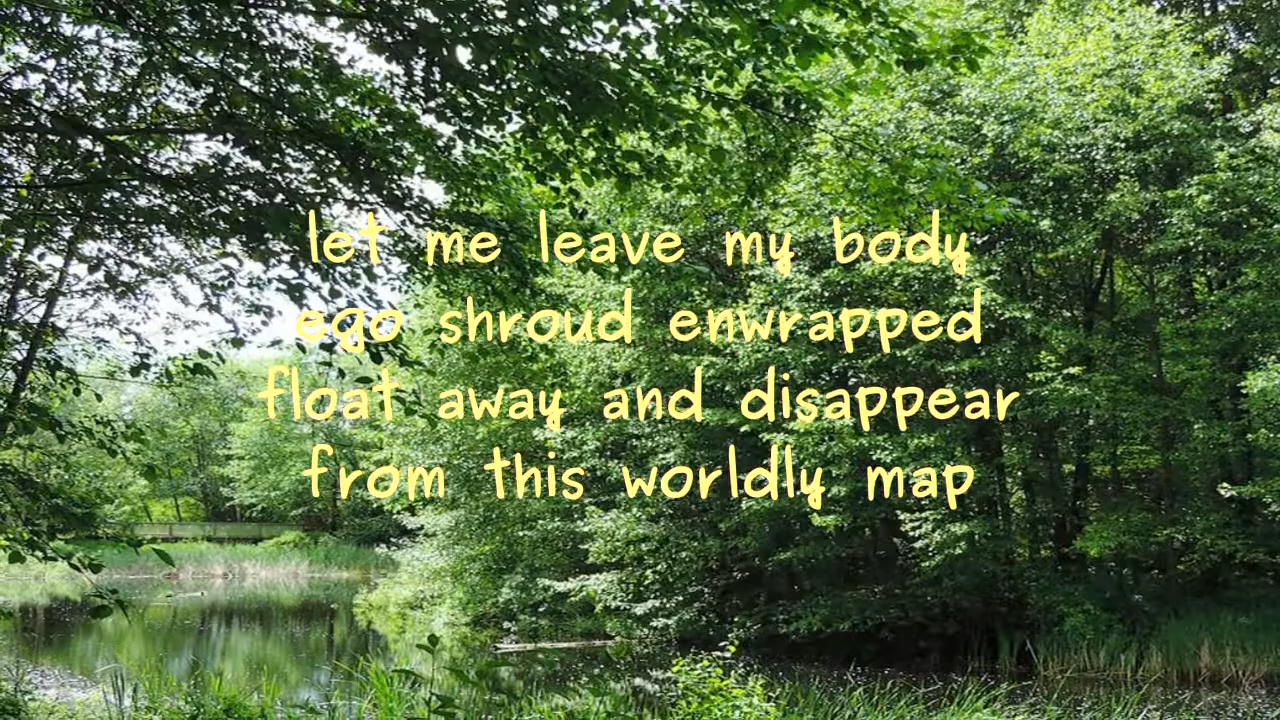 let me leave my body
ego shroud enwrapped
float away and disappear
from this worldly map